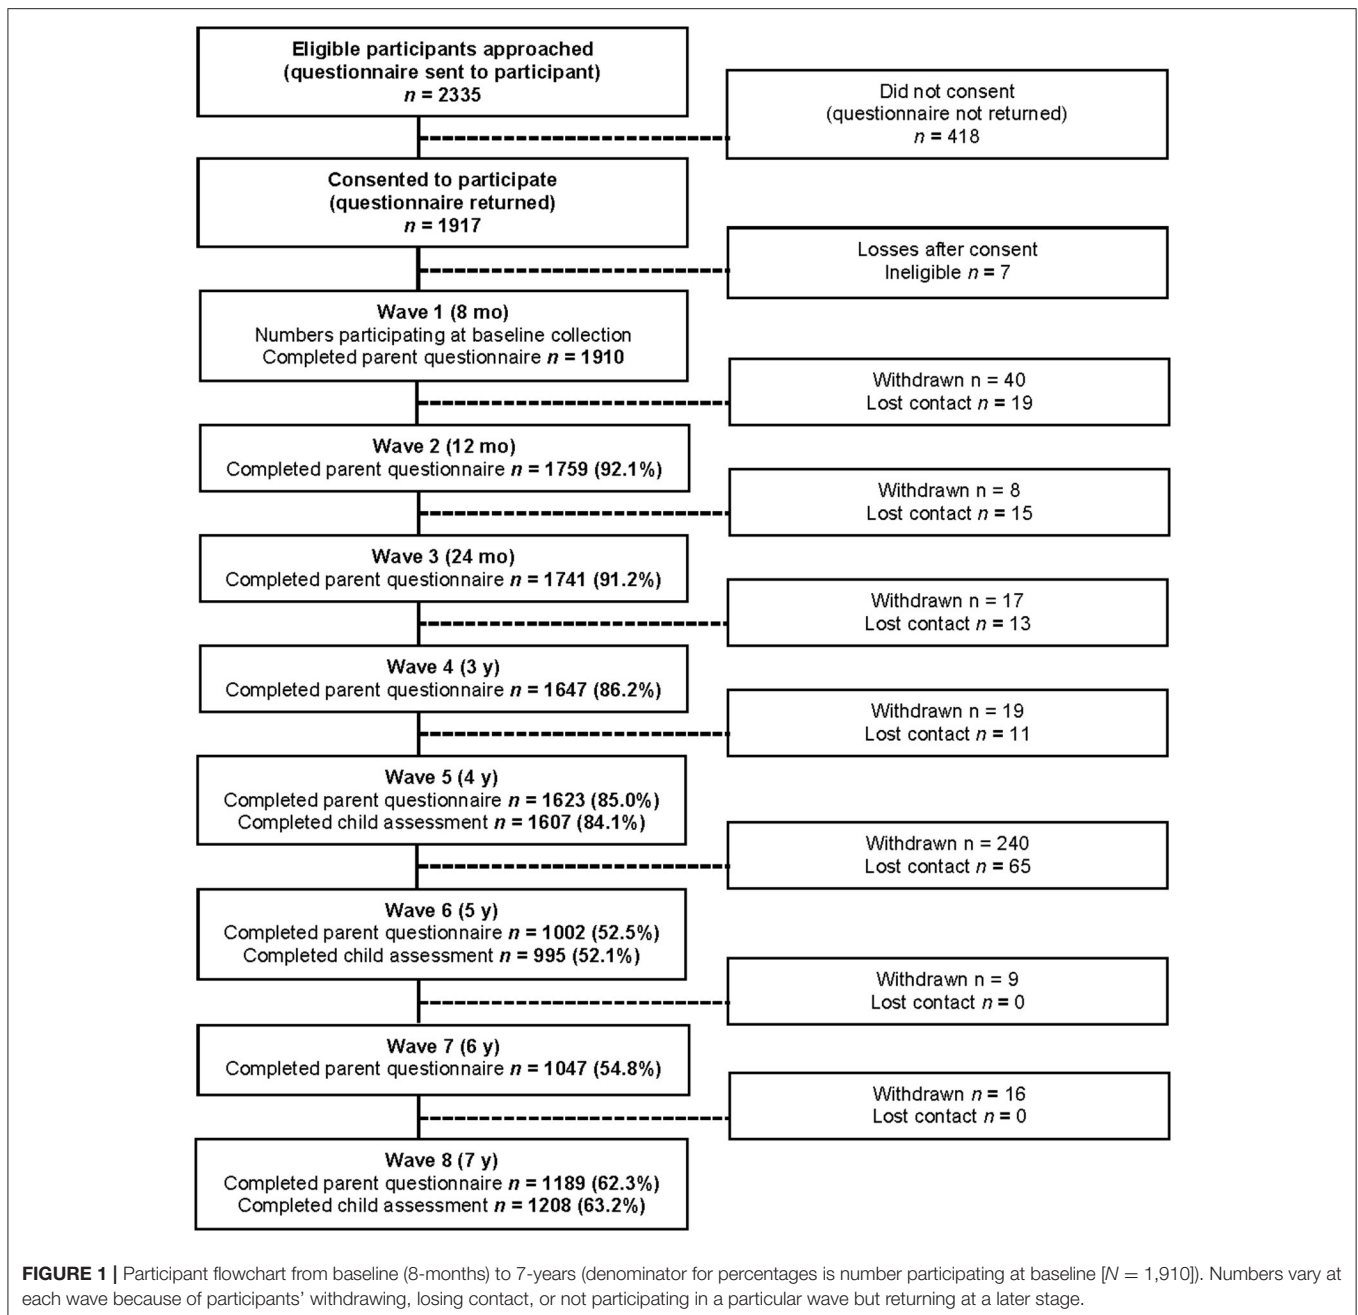 Eligible participants approached
(questionnaire sent to participant)
n = 2335
Did not consent
(questionnaire not returned)
n = 418
Consented to participate
(questionnaire returned)
n = 1917
Losses after consent
Ineligible n = 7
Wave 1 (8 mo)
Numbers participating at baseline collection
Completed parent questionnaire n = 1910
Withdrawn n = 40
Lost contact n = 19
Wave 2 (12 mo)
Completed parent questionnaire n = 1759 (92.1%)
Withdrawn n = 8
Lost contact n = 15
Wave 3 (24 mo)
Completed parent questionnaire n = 1741 (91.2%)
Withdrawn n = 17
Lost contact n = 13
Wave 4 (3 y)
Completed parent questionnaire n = 1647 (86.2%)
Withdrawn n = 19
Lost contact n = 11
Wave 5 (4 y)
Completed parent questionnaire n = 1623 (85.0%)
Completed child assessment n = 1607 (84.1%)
Withdrawn n = 240
Lost contact n = 65
Wave 6 (5 y)
Completed parent questionnaire n = 1002 (52.5%)
Completed child assessment n = 995 (52.1%)
Withdrawn n = 9
Lost contact n = 0
Wave 7 (6 y)
Completed parent questionnaire n = 1047 (54.8%)
Withdrawn n = 16
Lost contact n = 0
Wave 8 (7 y)
Completed parent questionnaire n = 1189 (62.3%)
Completed child assessment n = 1208 (63.2%)
FIGURE 1 | Participant flowchart from baseline (8-months) to 7-years (denominator for percentages is number participating at baseline [N = 1,910]). Numbers vary at
each wave because of participants' withdrawing, losing contact, or not participating in a particular wave but returning at a later stage.